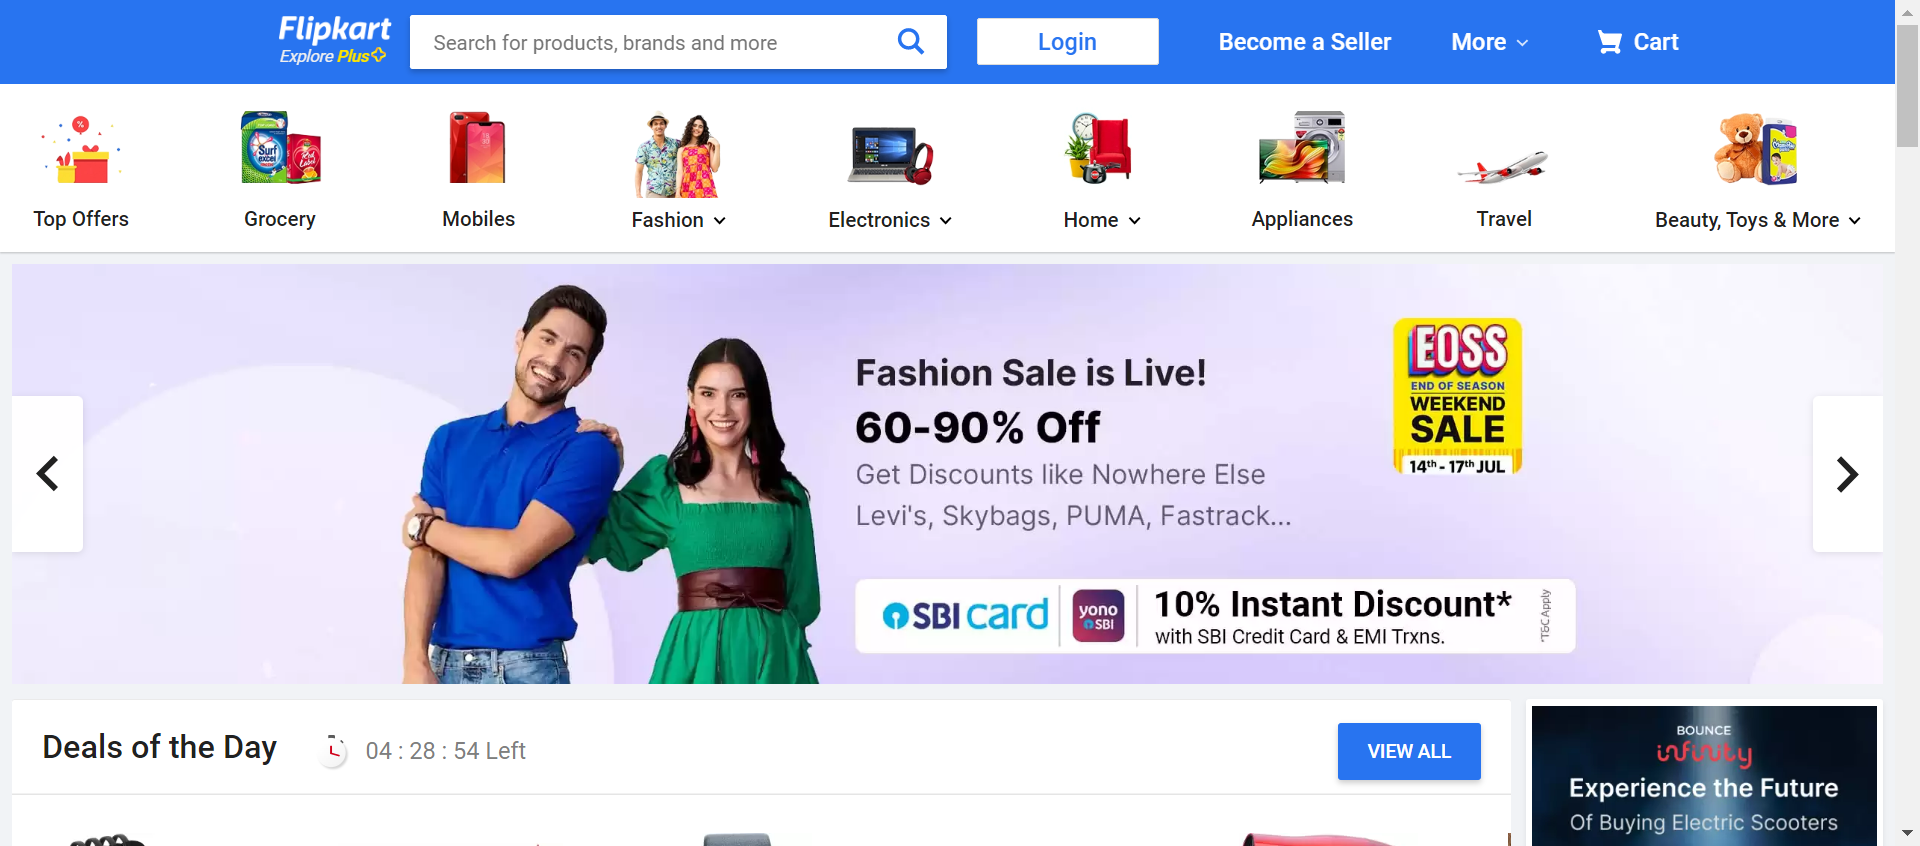 Flipkart
Explore Plus
Search for products, brands and more
Login
Become a Seller
More
Cart
%
Surf excel
Red Label
Top Offers
Grocery
Mobiles
Fashion
Electronics
Home
Appliances
Travel
Beauty, Toys & More
Fashion Sale is Live!
60-90% Off
Get Discounts like Nowhere Else
Levi's, Skybags, PUMA, Fastrack...
EOSS
END OF SEASON
WEEKEND
SALE
14th - 17th JUL
SBI card
yono
SBI
10% Instant Discount*
with SBI Credit Card & EMI Trxns.
*T&C Apply
Deals of the Day
04 : 28 : 54 Left
VIEW ALL
BOUNCE
infinity
Experience the Future
Of Buying Electric Scooters